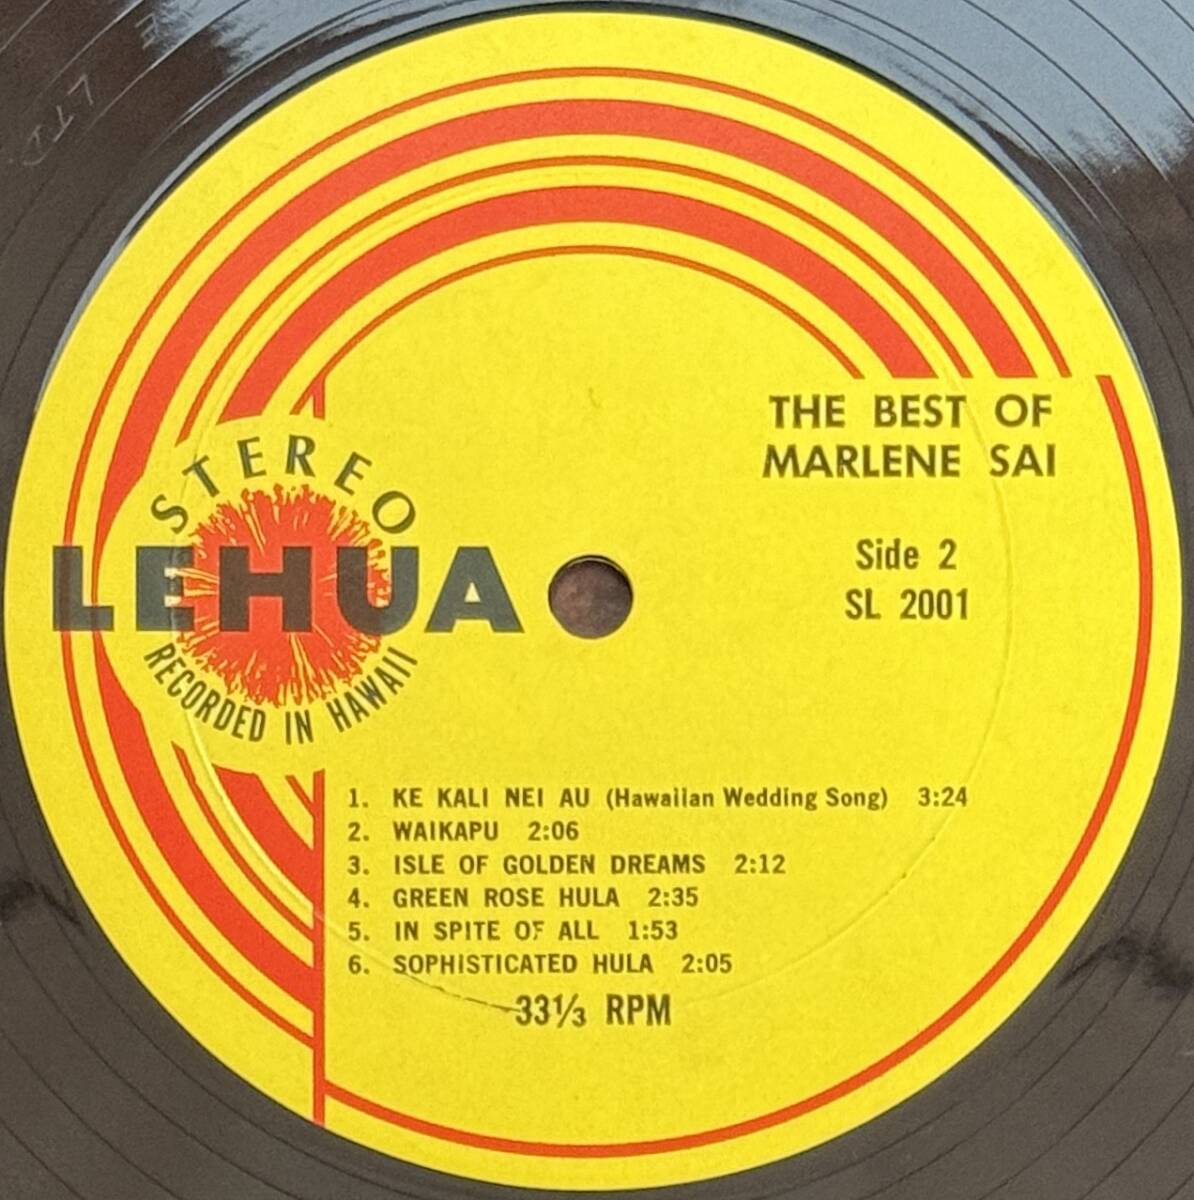 THE BEST OF
MARLENE SAI
STEREO
LEHUA
RECORDED IN HAWAII
Side 2
SL 2001
1. KE KALI NEI AU (Hawaiian Wedding Song) 3:24
2. WAIKAPU 2:06
3. ISLE OF GOLDEN DREAMS 2:12
4. GREEN ROSE HULA 2:35
5. IN SPITE OF ALL 1:53
6. SOPHISTICATED HULA 2:05
33⅓ RPM
LTD.